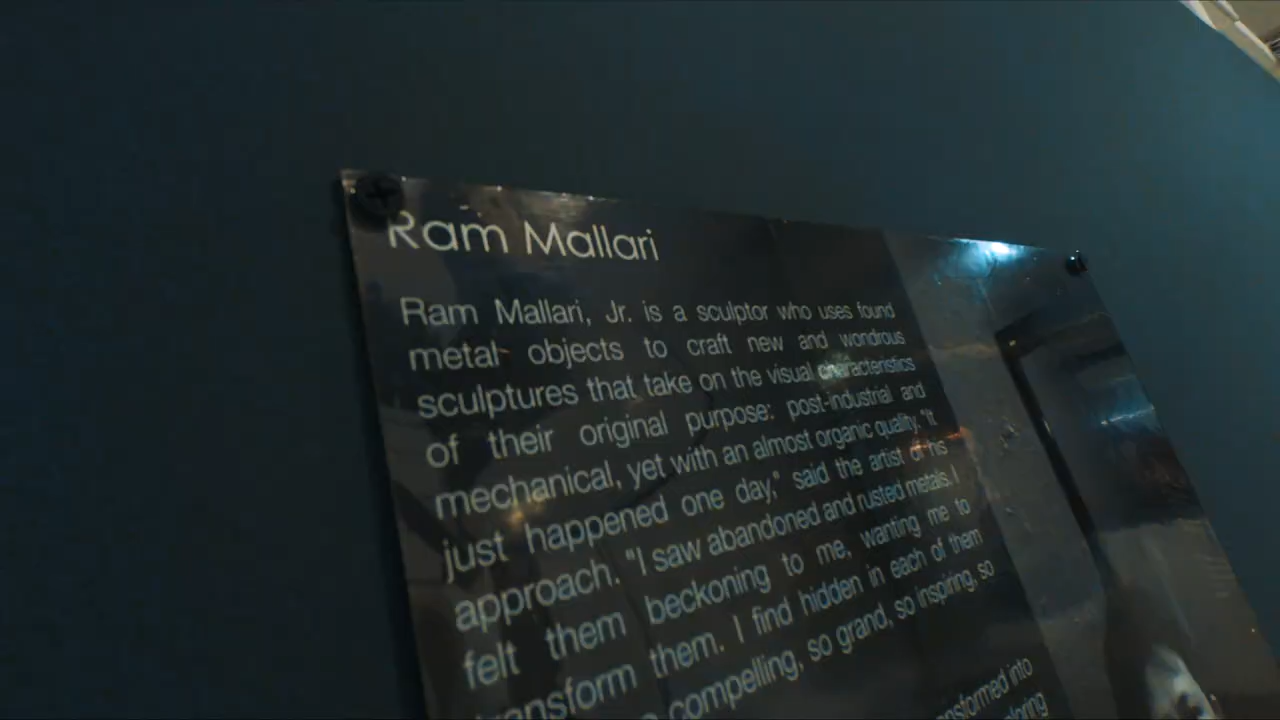 Ram Mallari
Ram Mallari, Jr. is a sculptor who uses found
metal objects to craft new and wondrous
sculptures that take on the visual characteristics
of their original purpose: post-industrial and
mechanical, yet with an almost organic quality. "It
just happened one day," said the artist of his
approach. "I saw abandoned and rusted metals. I
felt them beckoning to me, wanting me to
transform them. I find hidden in each of them
compelling, so grand, so inspiring, so
into